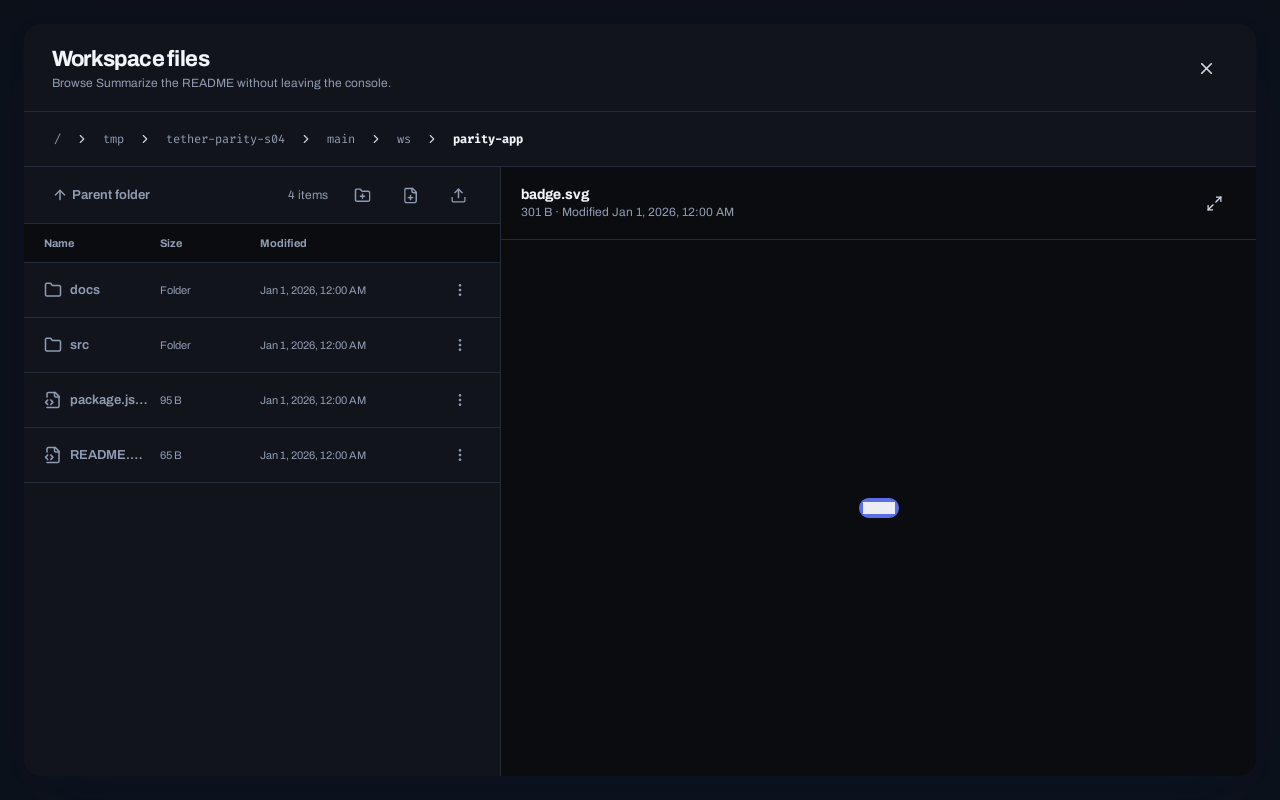 Workspace files
Browse Summarize the README without leaving the console.
/ tmp tether-parity-s04 main ws parity-app
Parent folder 4 items
Name Size Modified
docs Folder Jan 1, 2026, 12:00 AM
src Folder Jan 1, 2026, 12:00 AM
package.js... 95 B Jan 1, 2026, 12:00 AM
README.... 65 B Jan 1, 2026, 12:00 AM
badge.svg
301 B · Modified Jan 1, 2026, 12:00 AM